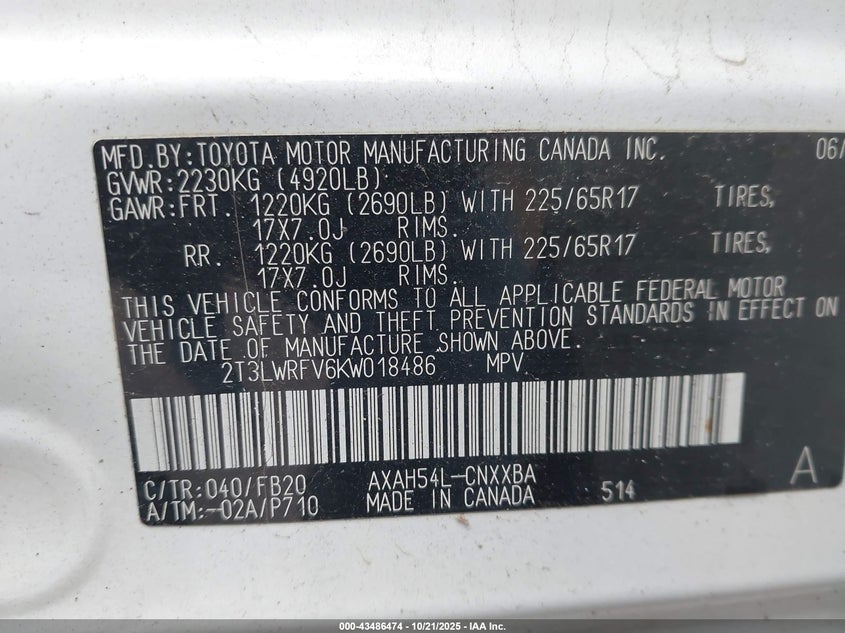 MFD.BY:TOYOTA MOTOR MANUFACTURING CANADA INC. 06/
GVWR:2230KG (4920LB)
GAWR:FRT. 1220KG (2690LB) WITH 225/65R17 TIRES,
17X7.0J RIMS.
RR. 1220KG (2690LB) WITH 225/65R17 TIRES,
17X7.0J RIMS.
THIS VEHICLE CONFORMS TO ALL APPLICABLE FEDERAL MOTOR
VEHICLE SAFETY AND THEFT PREVENTION STANDARDS IN EFFECT ON
THE DATE OF MANUFACTURE SHOWN ABOVE.
2T3LWRFV6KW018486 MPV
C/TR:040/FB20 AXAH54L-CNXXBA A
A/TM:-02A/P710 MADE IN CANADA 514
000-43486474 10/21/2025 IAA Inc.